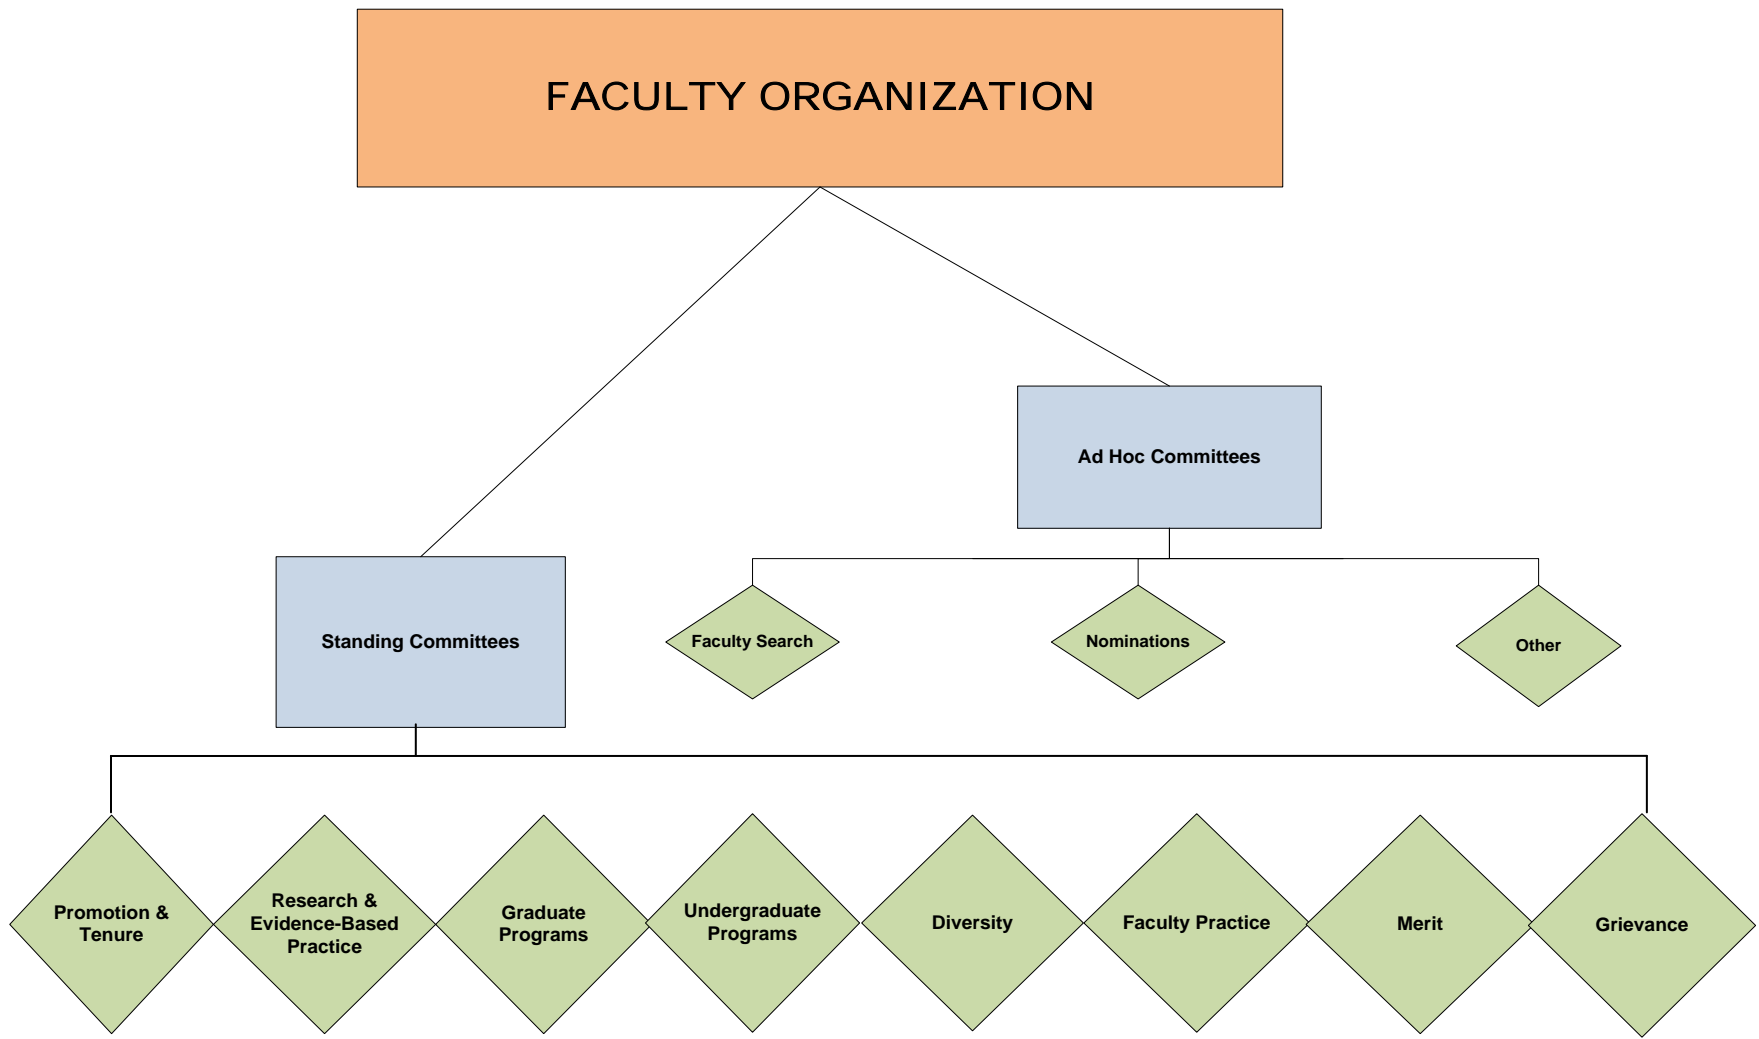 FACULTY ORGANIZATION
Ad Hoc Committees
Standing Committees
Faculty Search
Nominations
Other
Promotion &
Tenure
Research &
Evidence-Based
Practice
Graduate
Programs
Undergraduate
Programs
Diversity
Faculty Practice
Merit
Grievance